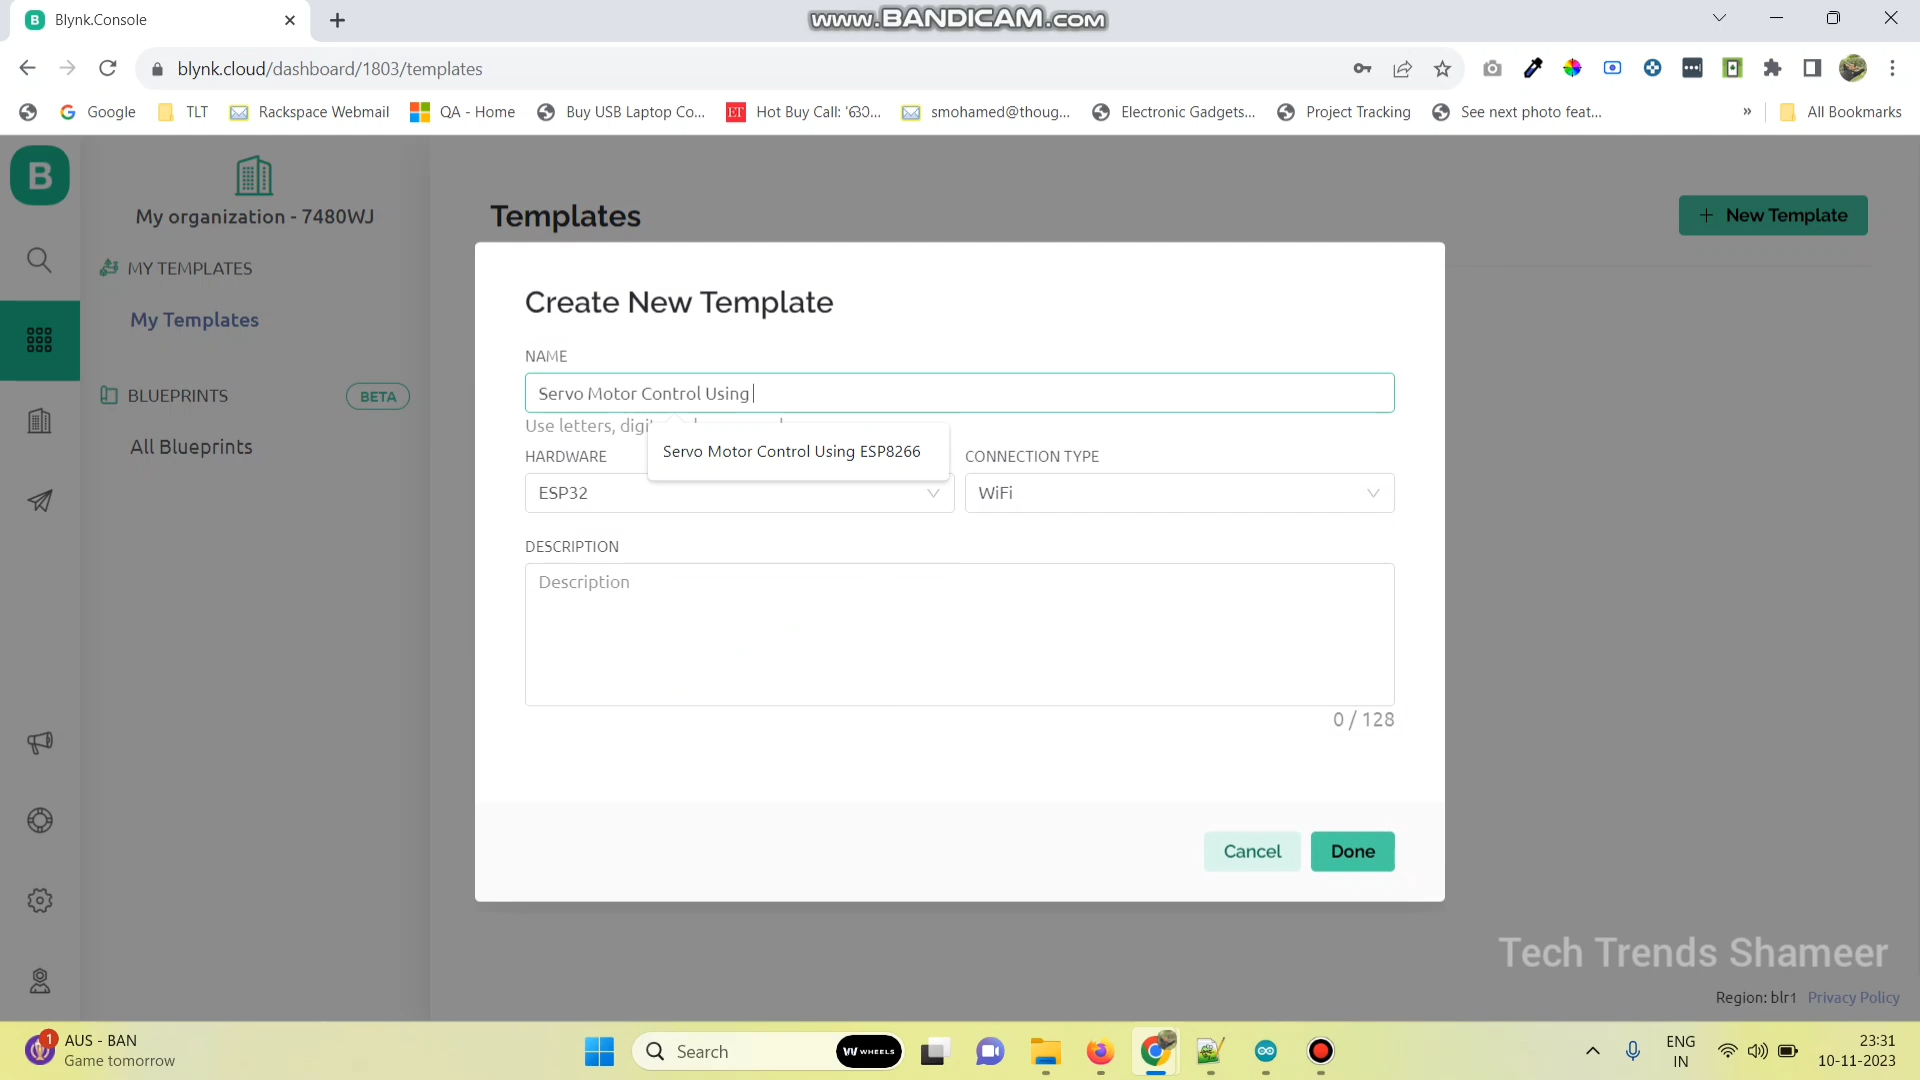 Blynk.Console
www.BANDICAM.com
blynk.cloud/dashboard/1803/templates
Google
TLT
Rackspace Webmail
QA - Home
Buy USB Laptop Co...
ET
Hot Buy Call: 'ഓ...
smohamed@thoug...
Electronic Gadgets...
Project Tracking
See next photo feat...
»
All Bookmarks
B
My organization - 7480WJ
MY TEMPLATES
My Templates
BLUEPRINTS
BETA
All Blueprints
Templates
+ New Template
Create New Template
NAME
Servo Motor Control Using
Use letters, digit
Servo Motor Control Using ESP8266
HARDWARE
CONNECTION TYPE
ESP32
WiFi
DESCRIPTION
Description
0 / 128
Cancel
Done
Tech Trends Shameer
Region: blr1 Privacy Policy
1
AUS - BAN
Game tomorrow
Search
WHEELS
ENG
IN
23:31
10-11-2023